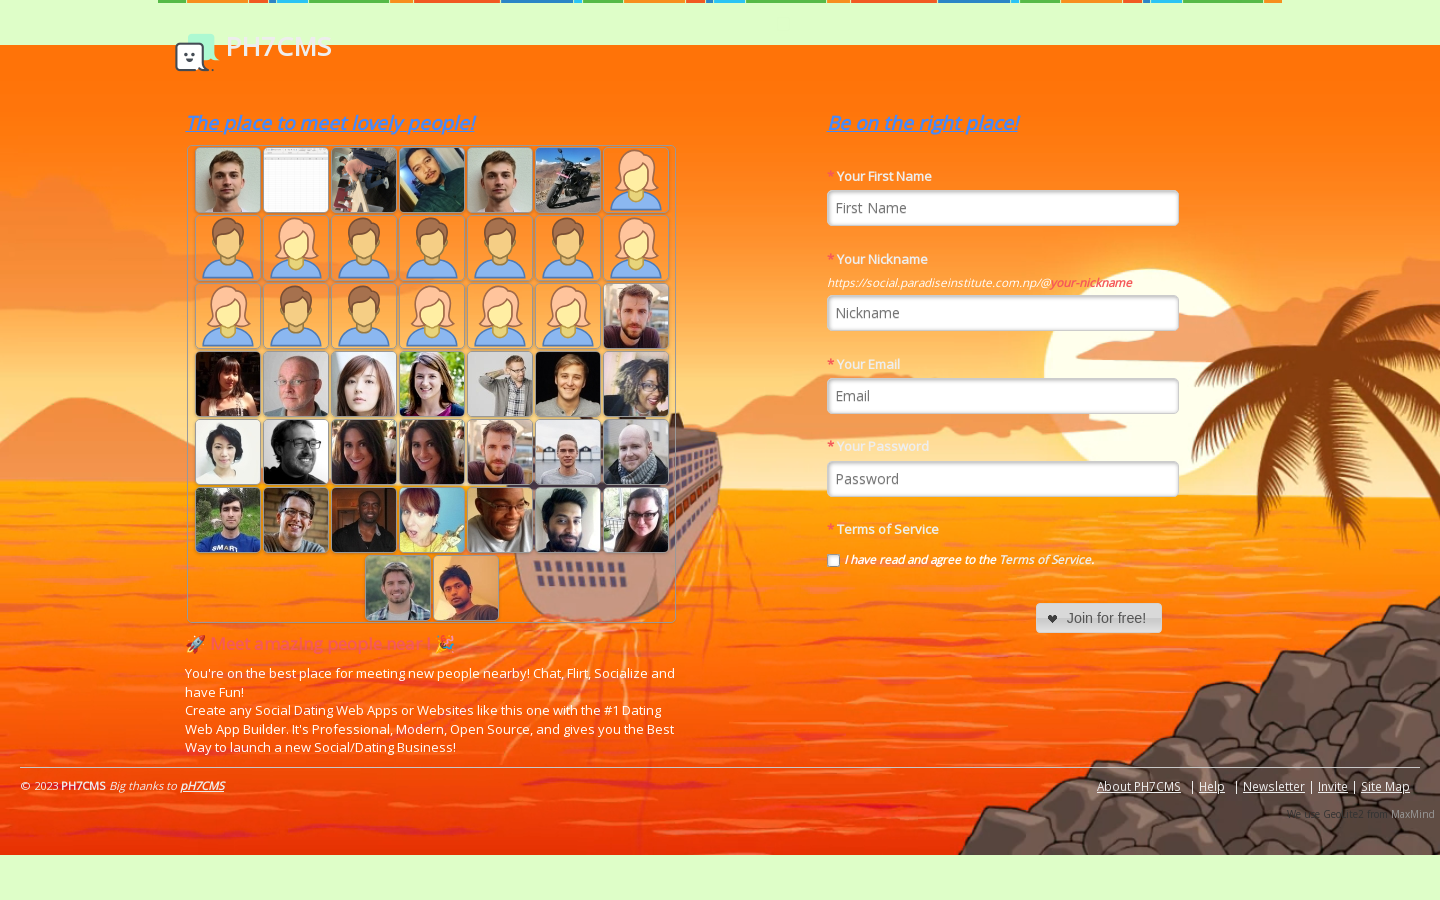 PH7CMS
The place to meet lovely people!
🚀 Meet amazing people near! 🎉
You're on the best place for meeting new people nearby! Chat, Flirt, Socialize and
have Fun!
Create any Social Dating Web Apps or Websites like this one with the #1 Dating
Web App Builder. It's Professional, Modern, Open Source, and gives you the Best
Way to launch a new Social/Dating Business!
Be on the right place!
* Your First Name
First Name
* Your Nickname
https://social.paradiseinstitute.com.np/@your-nickname
Nickname
* Your Email
Email
* Your Password
Password
* Terms of Service
I have read and agree to the Terms of Service.
Join for free!
© 2023 PH7CMS Big thanks to pH7CMS
About PH7CMS | Help | Newsletter | Invite | Site Map
We use GeoLite2 from MaxMind